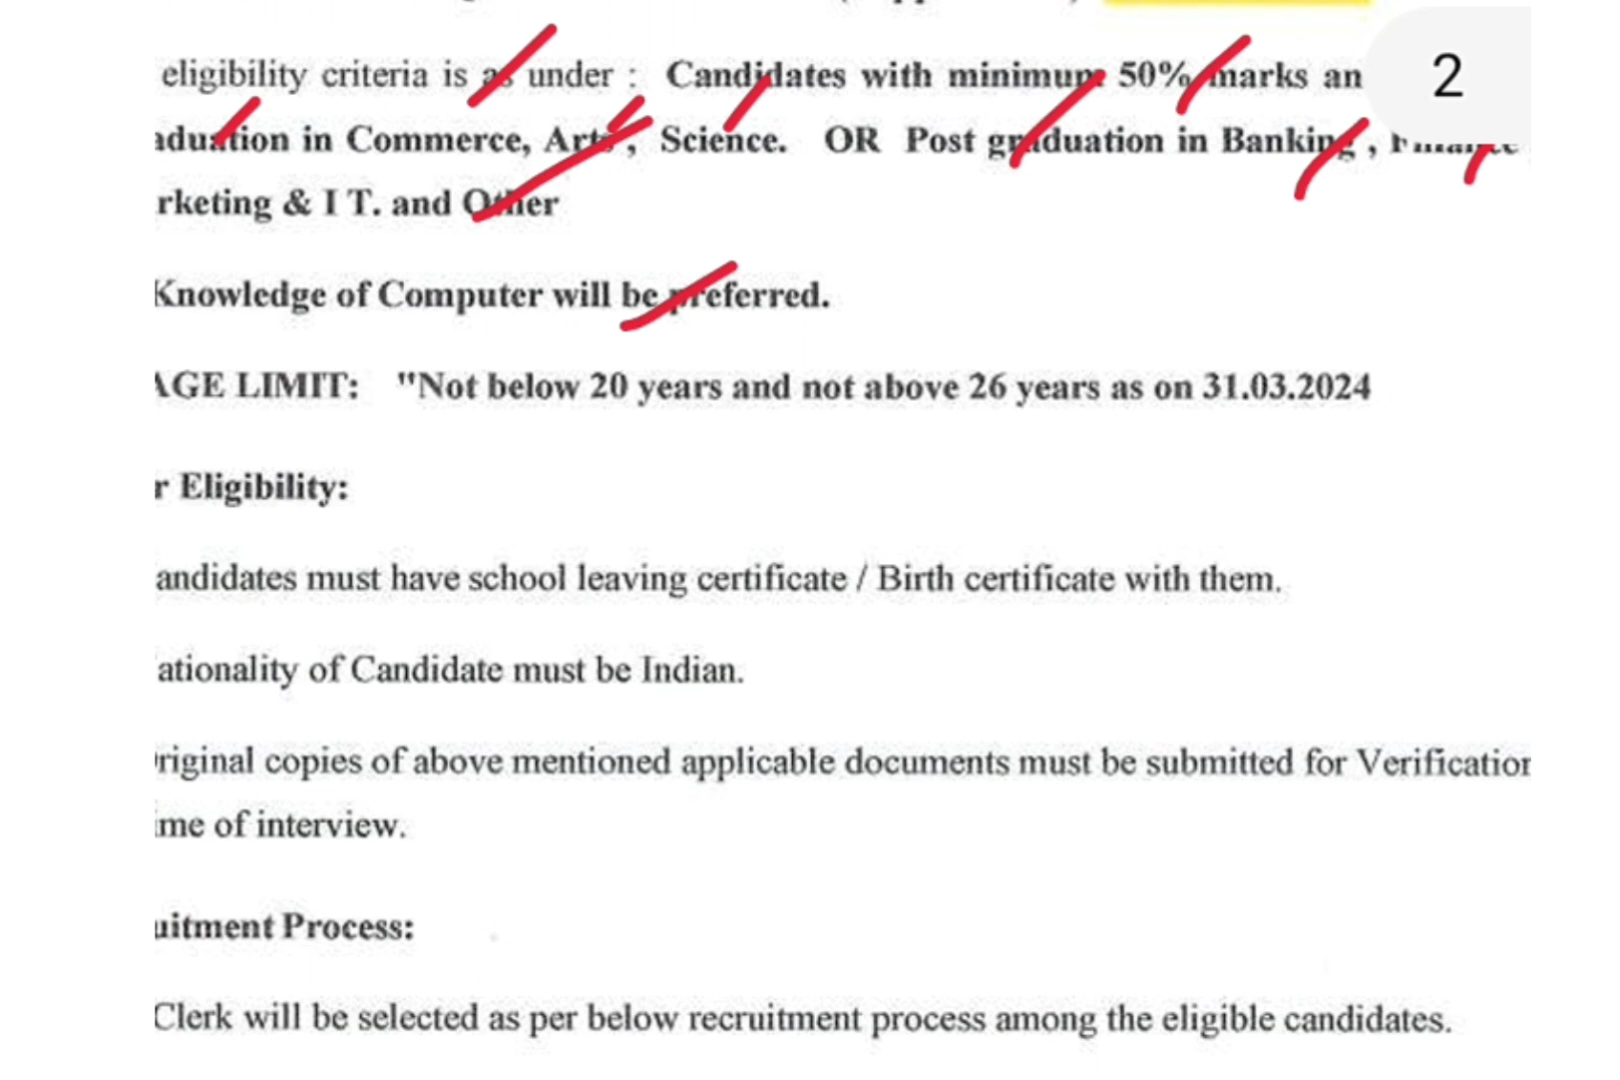 2
eligibility criteria is as under : Candidates with minimum 50% marks an
aduation in Commerce, Arts, Science. OR Post graduation in Banking , Finance
rketing & I T. and Other
Knowledge of Computer will be preferred.
AGE LIMIT: "Not below 20 years and not above 26 years as on 31.03.2024
r Eligibility:
andidates must have school leaving certificate / Birth certificate with them.
ationality of Candidate must be Indian.
riginal copies of above mentioned applicable documents must be submitted for Verification
ime of interview.
uitment Process:
Clerk will be selected as per below recruitment process among the eligible candidates.